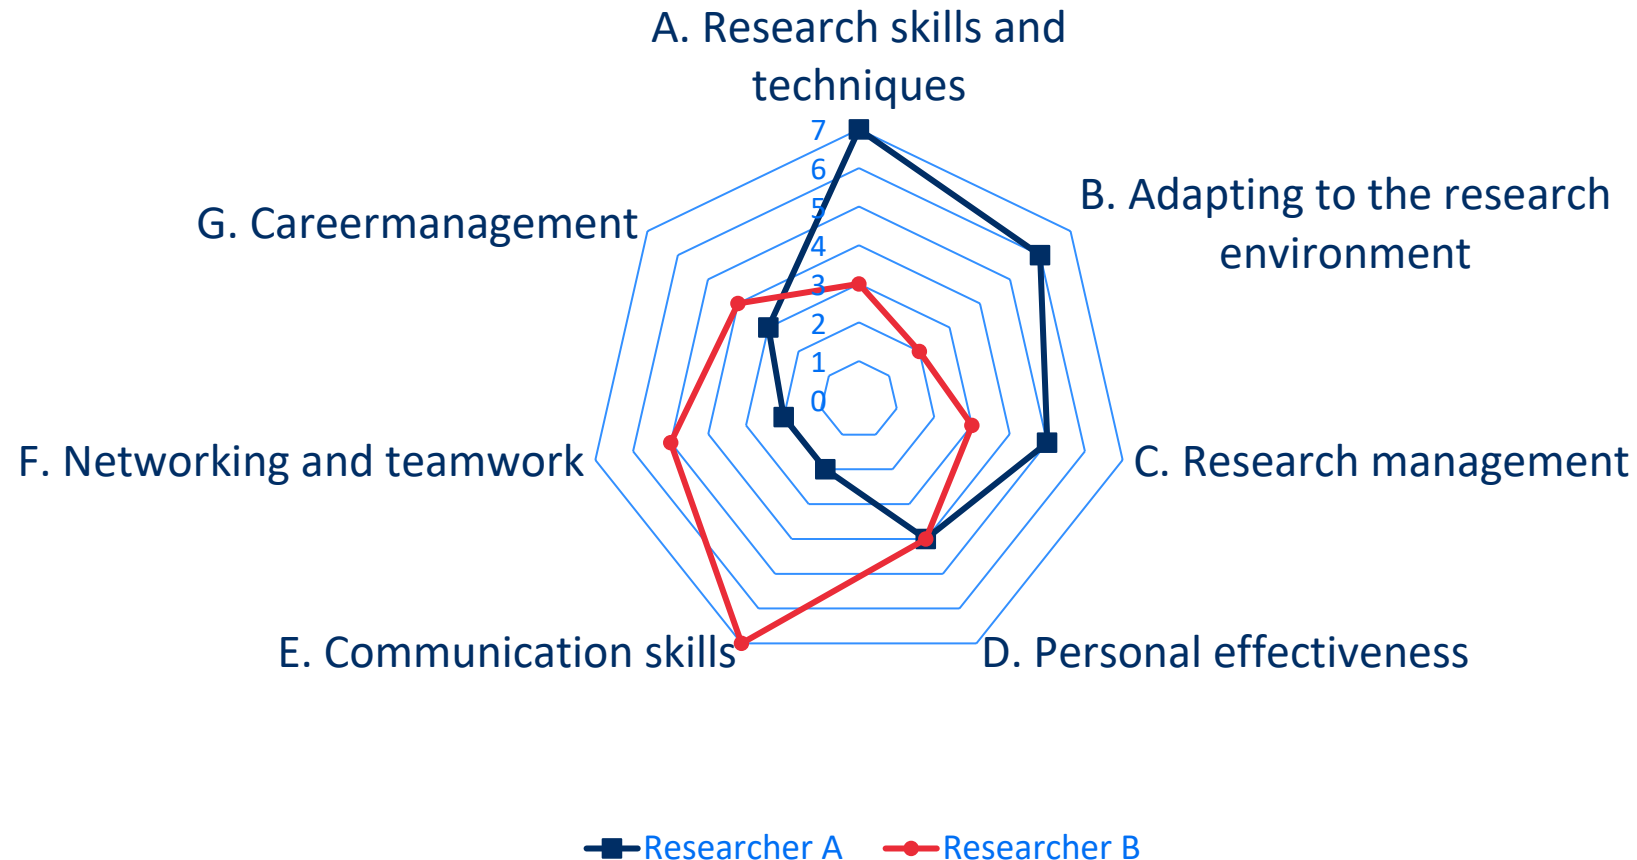 A. Research skills and
techniques
7
6
5
4
3
2
1
0
B. Adapting to the research
environment
G. Careermanagement
F. Networking and teamwork
C. Research management
E. Communication skills
D. Personal effectiveness
Researcher A
Researcher B